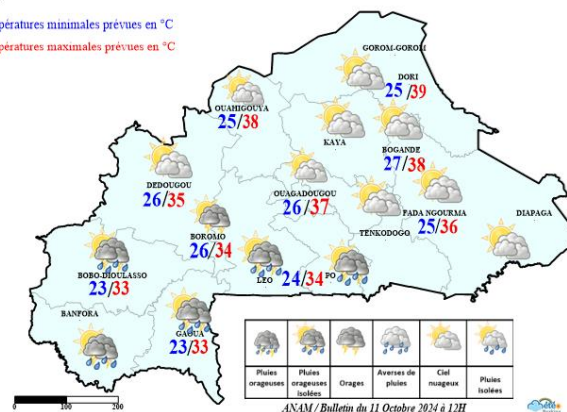 pératures minimales prévues en °C
pératures maximales prévues en °C
GOROM-GOROM
DORI
25/39
OUAHIGOUYA
25/38
KAYA
BOGANDE
27/38
DEDOUGOU
26/35
OUAGADOUGOU
26/37
FADA NGOURMA
25/36
DIAPAGA
TENKODOGO
BOROMO
26/34
BOBO-DIOULASSO
23/33
LEO
24/34
PO
BANFORA
GAOUA
23/33
Pluies orageuses
Pluies orageuses isolées
Orages
Averses de pluies
Ciel nuageux
Pluies isolées
0
100
200
ANAM / Bulletin du 11 Octobre 2024 à 12H